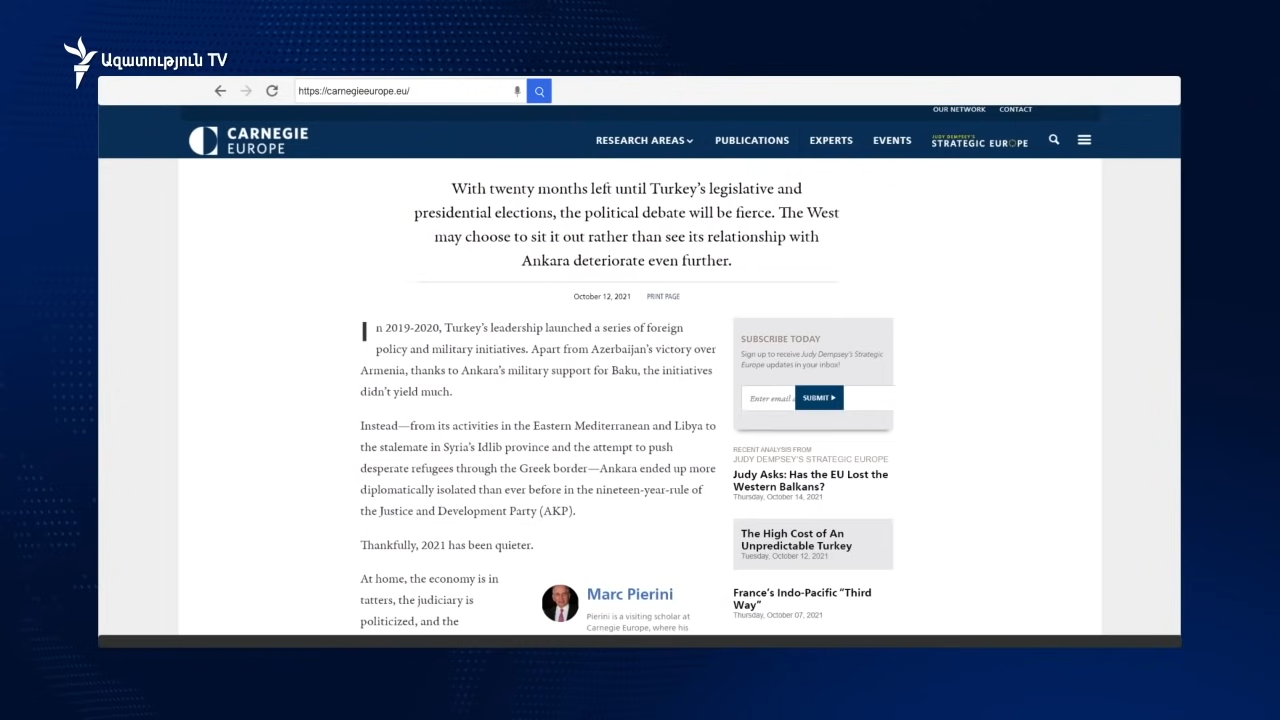 Ազատություն TV
https://carnegieeurope.eu/
OUR NETWORK CONTACT
CARNEGIE
EUROPE
RESEARCH AREAS PUBLICATIONS EXPERTS EVENTS
JUDY DEMPSEY'S
STRATEGIC EUROPE
With twenty months left until Turkey's legislative and
presidential elections, the political debate will be fierce. The West
may choose to sit it out rather than see its relationship with
Ankara deteriorate even further.
October 12, 2021 PRINT PAGE
In 2019-2020, Turkey's leadership launched a series of foreign
policy and military initiatives. Apart from Azerbaijan's victory over
Armenia, thanks to Ankara's military support for Baku, the initiatives
didn't yield much.
Instead—from its activities in the Eastern Mediterranean and Libya to
the stalemate in Syria's Idlib province and the attempt to push
desperate refugees through the Greek border—Ankara ended up more
diplomatically isolated than ever before in the nineteen-year-rule of
the Justice and Development Party (AKP).
Thankfully, 2021 has been quieter.
At home, the economy is in
tatters, the judiciary is
politicized, and the
Marc Pierini
Pierini is a visiting scholar at
Carnegie Europe, where his
SUBSCRIBE TODAY
Sign up to receive Judy Dempsey's Strategic
Europe updates in your inbox!
Enter email a SUBMIT
RECENT ANALYSIS FROM
JUDY DEMPSEY'S STRATEGIC EUROPE
Judy Asks: Has the EU Lost the
Western Balkans?
Thursday, October 14, 2021
The High Cost of An
Unpredictable Turkey
Tuesday, October 12, 2021
France's Indo-Pacific "Third
Way"
Thursday, October 07, 2021